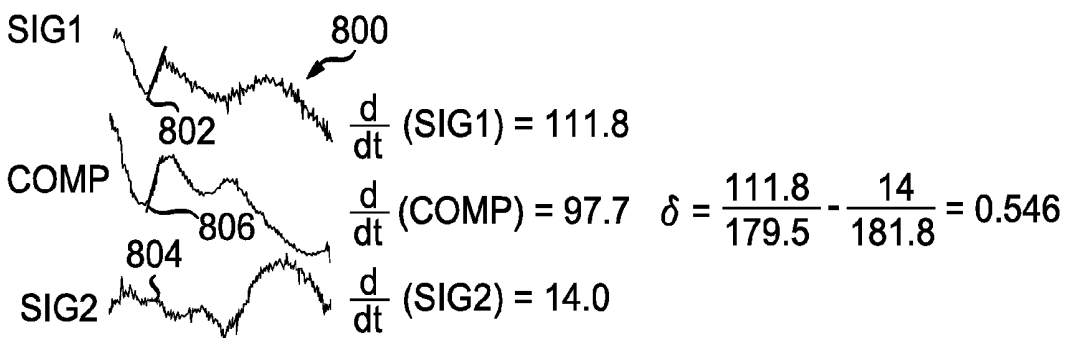 SIG1
800
802
d/dt (SIG1) = 111.8
COMP
806
d/dt (COMP) = 97.7
δ = 111.8/179.5 - 14/181.8 = 0.546
804
SIG2
d/dt (SIG2) = 14.0